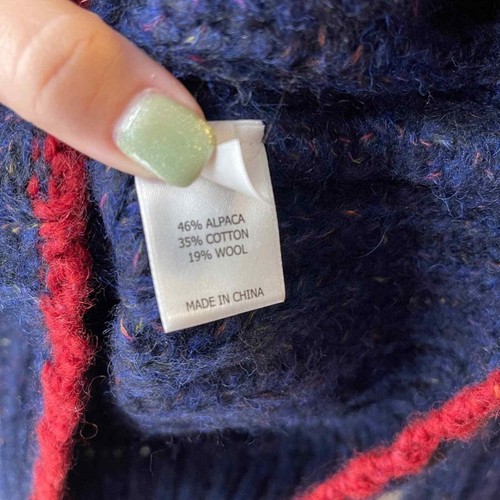 46% ALPACA
35% COTTON
19% WOOL
MADE IN CHINA